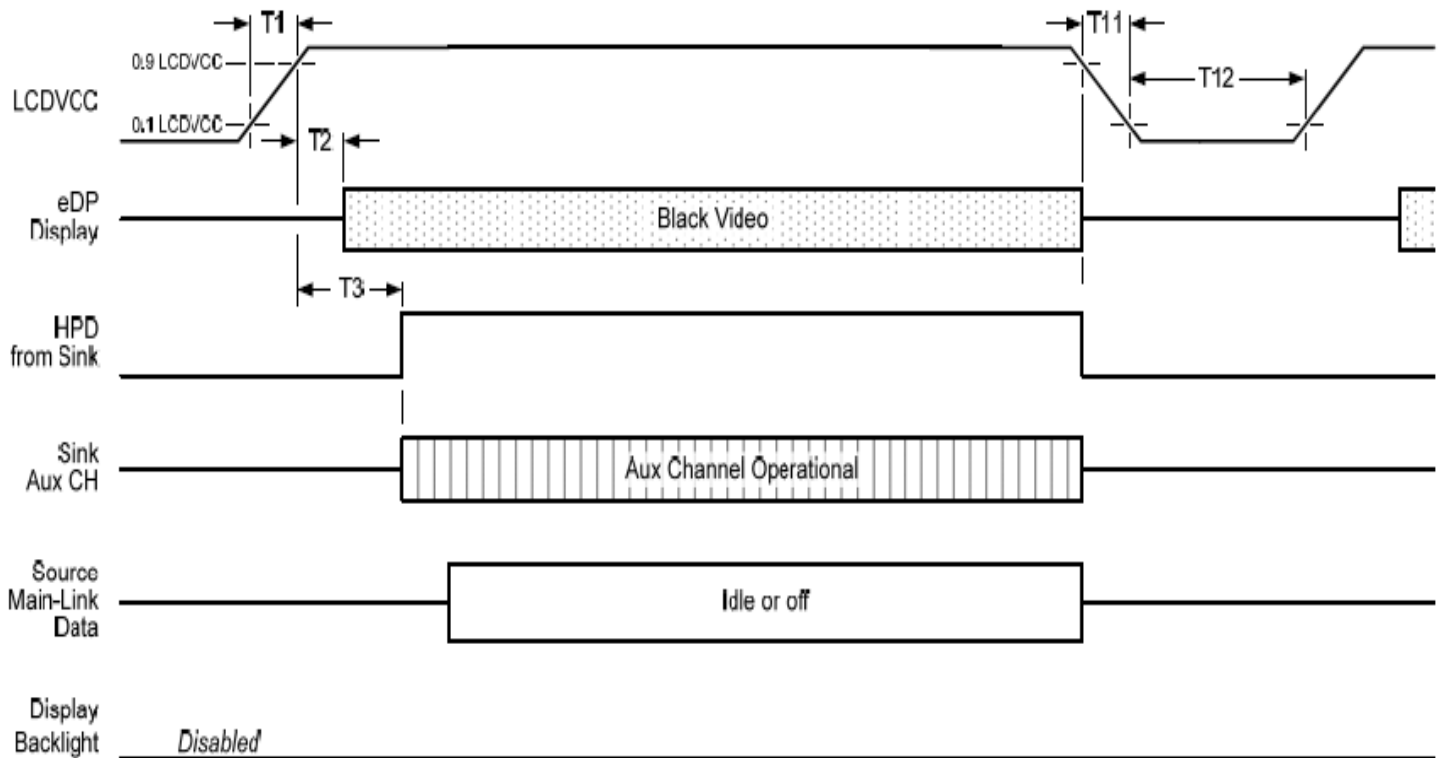 T1
T11
0.9 LCDVCC
LCDVCC
T12
0.1 LCDVCC
T2
eDP
Display
Black Video
T3
HPD
from Sink
Sink
Aux CH
Aux Channel Operational
Source
Main-Link
Data
Idle or off
Display
Backlight
Disabled